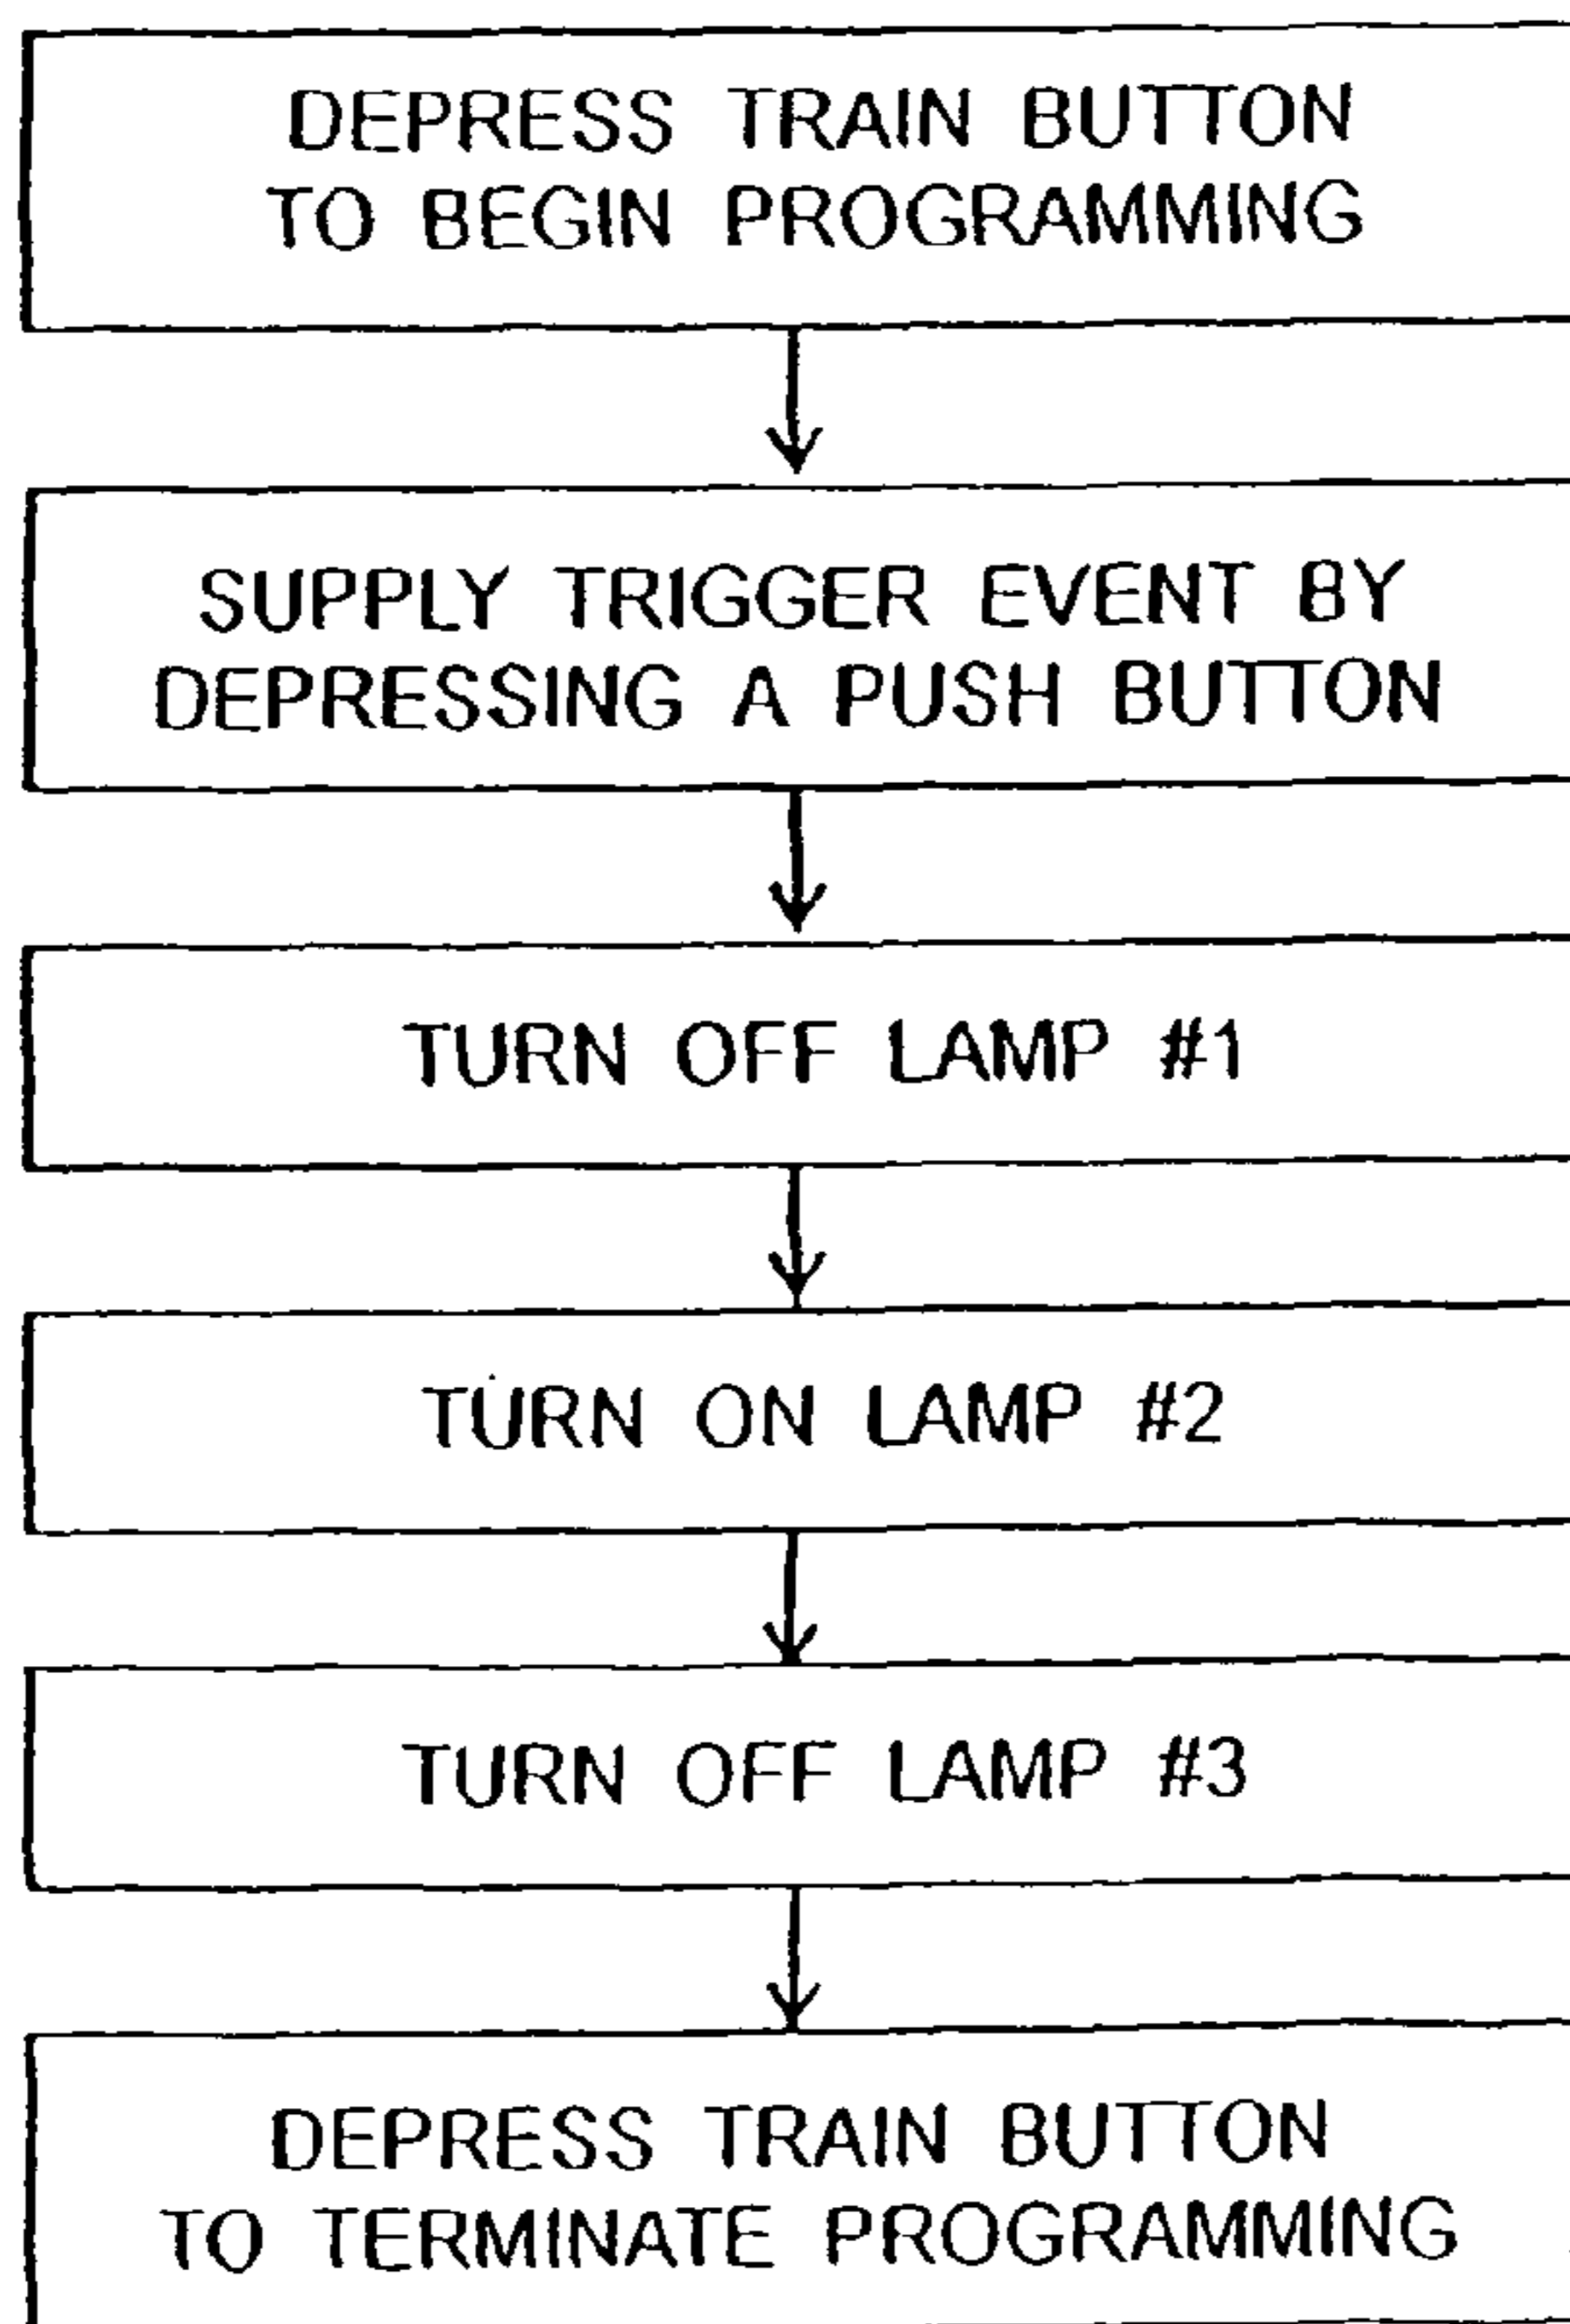 DEPRESS TRAIN BUTTON
TO BEGIN PROGRAMMING
SUPPLY TRIGGER EVENT BY
DEPRESSING A PUSH BUTTON
TURN OFF LAMP #1
TURN ON LAMP #2
TURN OFF LAMP #3
DEPRESS TRAIN BUTTON
TO TERMINATE PROGRAMMING